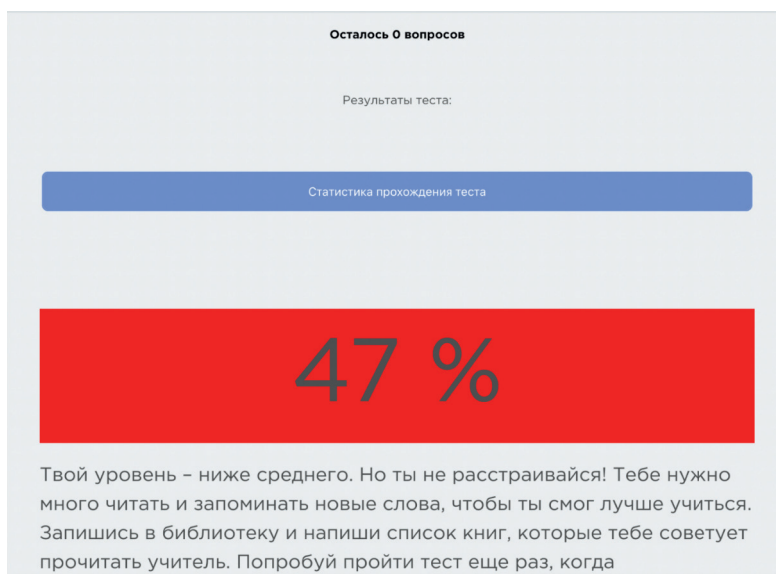 Осталось 0 вопросов
Результаты теста:
Статистика прохождения теста
47 %
Твой уровень – ниже среднего. Но ты не расстраивайся! Тебе нужно
много читать и запоминать новые слова, чтобы ты смог лучше учиться.
Запишись в библиотеку и напиши список книг, которые тебе советует
прочитать учитель. Попробуй пройти тест еще раз, когда